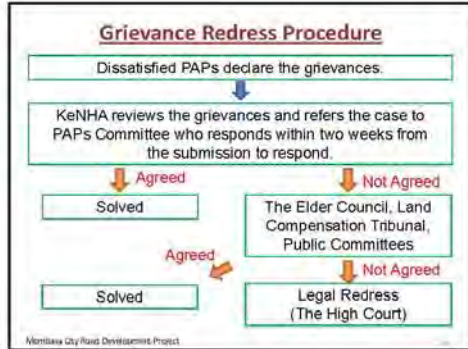 Grievance Redress Procedure
Dissatisfied PAPs declare the grievances.
KeNHA reviews the grievances and refers the case to
PAPs Committee who responds within two weeks from
the submission to respond.
Agreed
Not Agreed
Solved
The Elder Council, Land
Compensation Tribunal,
Public Committees
Agreed
Not Agreed
Solved
Legal Redress
(The High Court)
Mombasa City Road Development Project